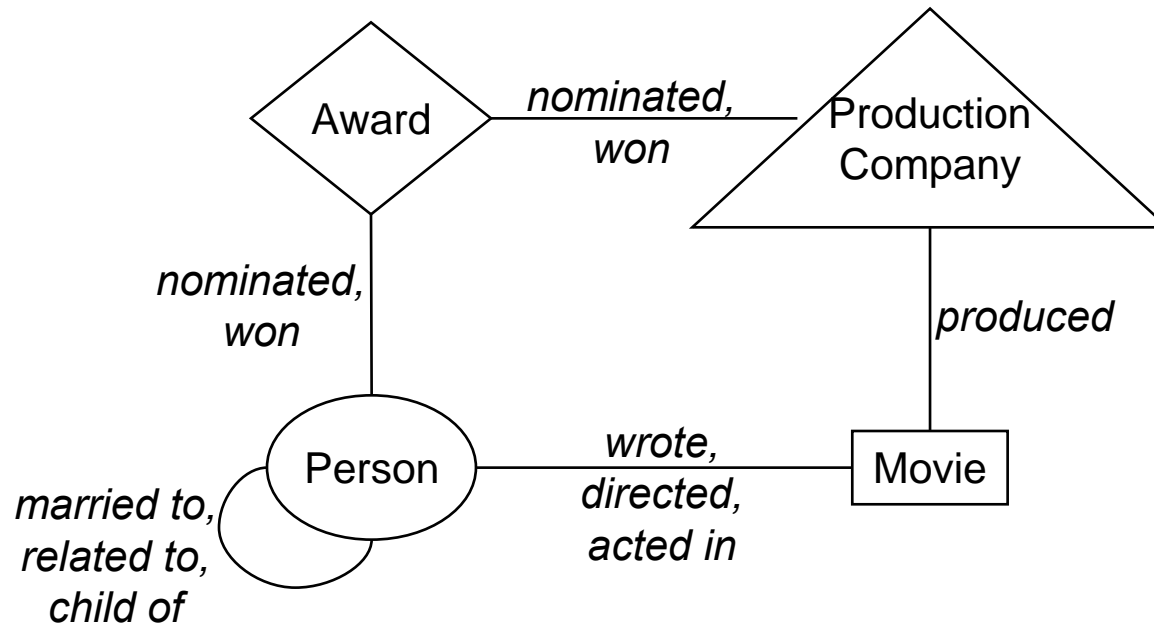 Award
nominated,
won
Production
Company
nominated,
won
produced
Person
wrote,
directed,
acted in
Movie
married to,
related to,
child of